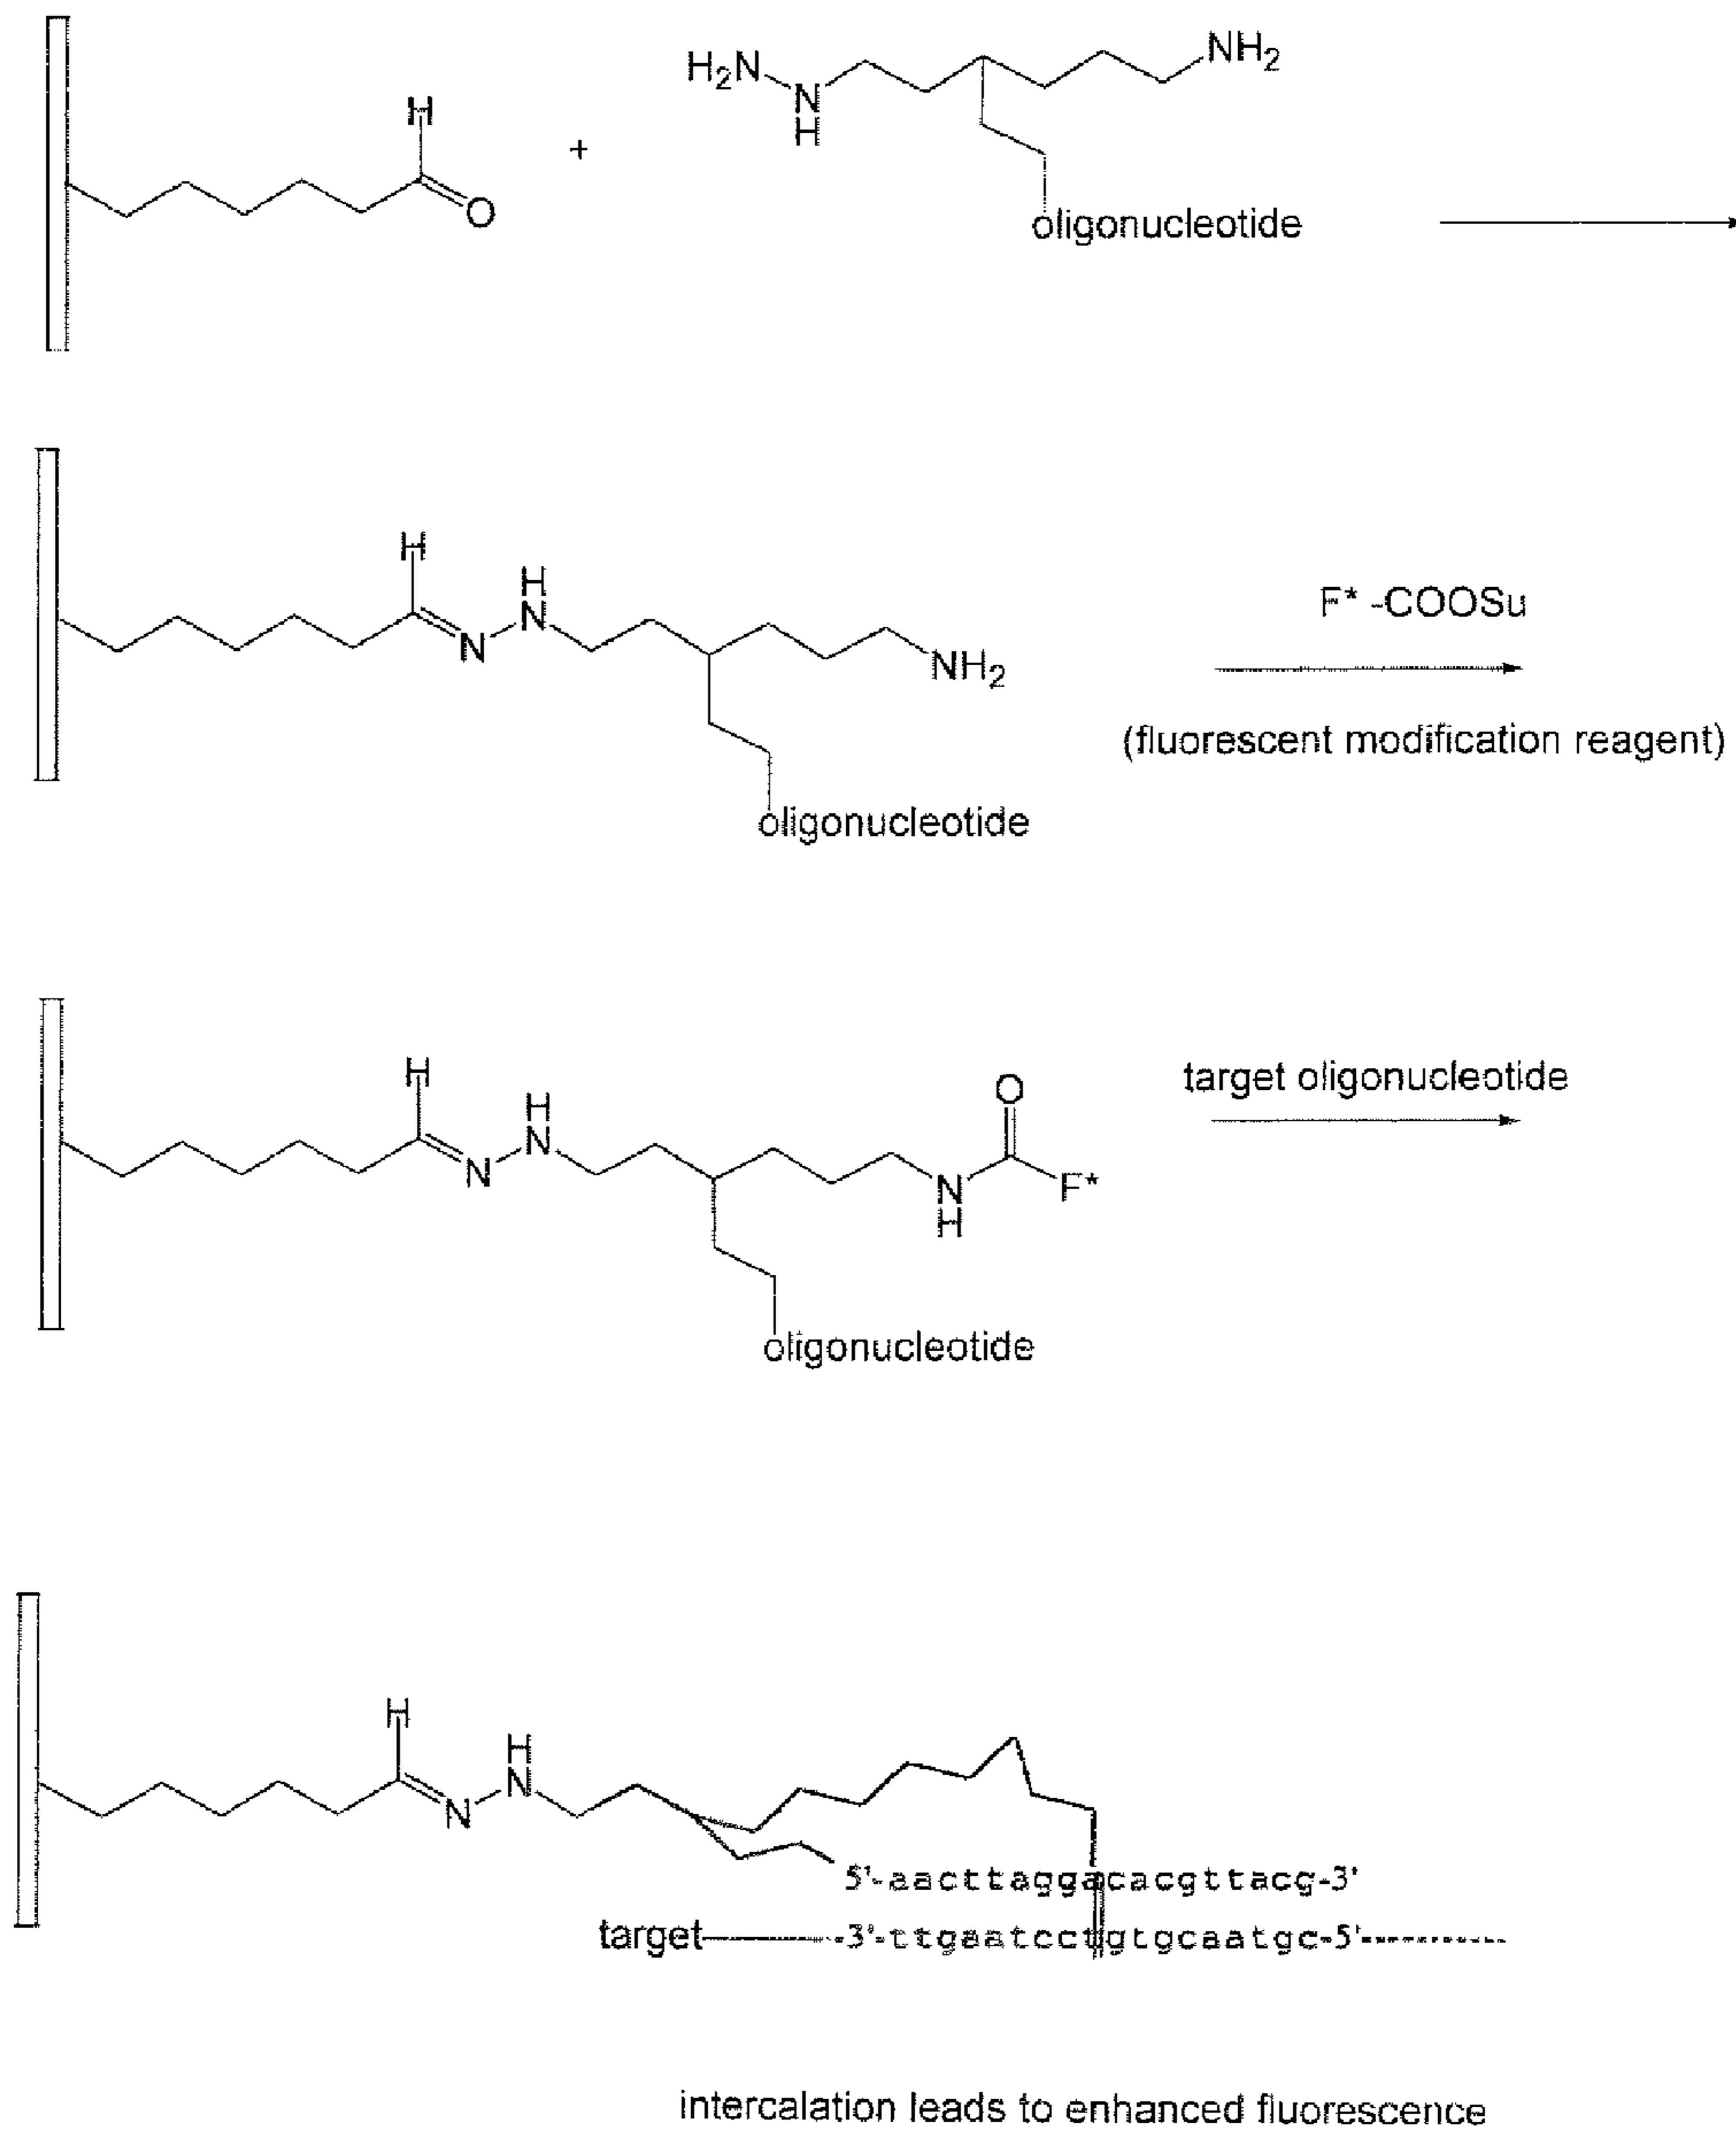 H2N
N
H
NH2
H
O
+
oligonucleotide
H
N
H
N
NH2
oligonucleotide
F* -COOSu
(fluorescent modification reagent)
H
N
H
N
O
N
H
F*
oligonucleotide
target oligonucleotide
H
N
H
N
5'-aacttaggacacgttacg-3'
target -3'-ttgaatcctgtgcaatgc-5'
intercalation leads to enhanced fluorescence